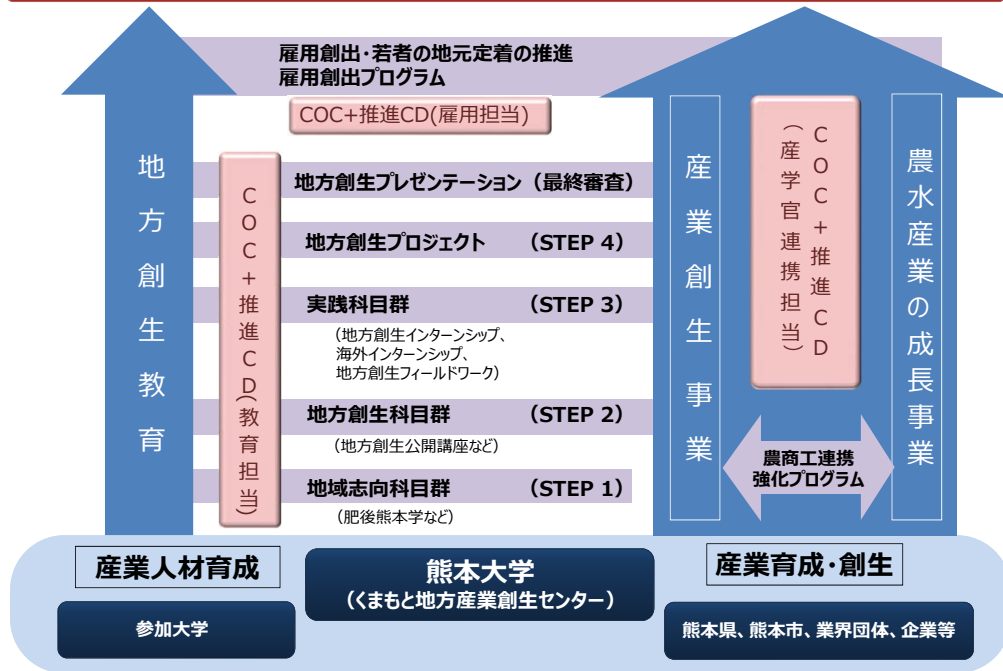 雇用創出・若者の地元定着の推進
雇用創出プログラム
COC+推進CD(雇用担当)
地方創生教育
COC+推進CD(教育担当)
地方創生プレゼンテーション（最終審査）
地方創生プロジェクト （STEP 4）
実践科目群 （STEP 3）
（地方創生インターンシップ、
海外インターンシップ、
地方創生フィールドワーク）
地方創生科目群 （STEP 2）
（地方創生公開講座など）
地域志向科目群 （STEP 1）
（肥後熊本学など）
産業創生事業
COC+推進CD
（産学官連携担当）
農水産業の成長事業
農商工連携
強化プログラム
産業人材育成
参加大学
熊本大学
（くまもと地方産業創生センター）
産業育成・創生
熊本県、熊本市、業界団体、企業等